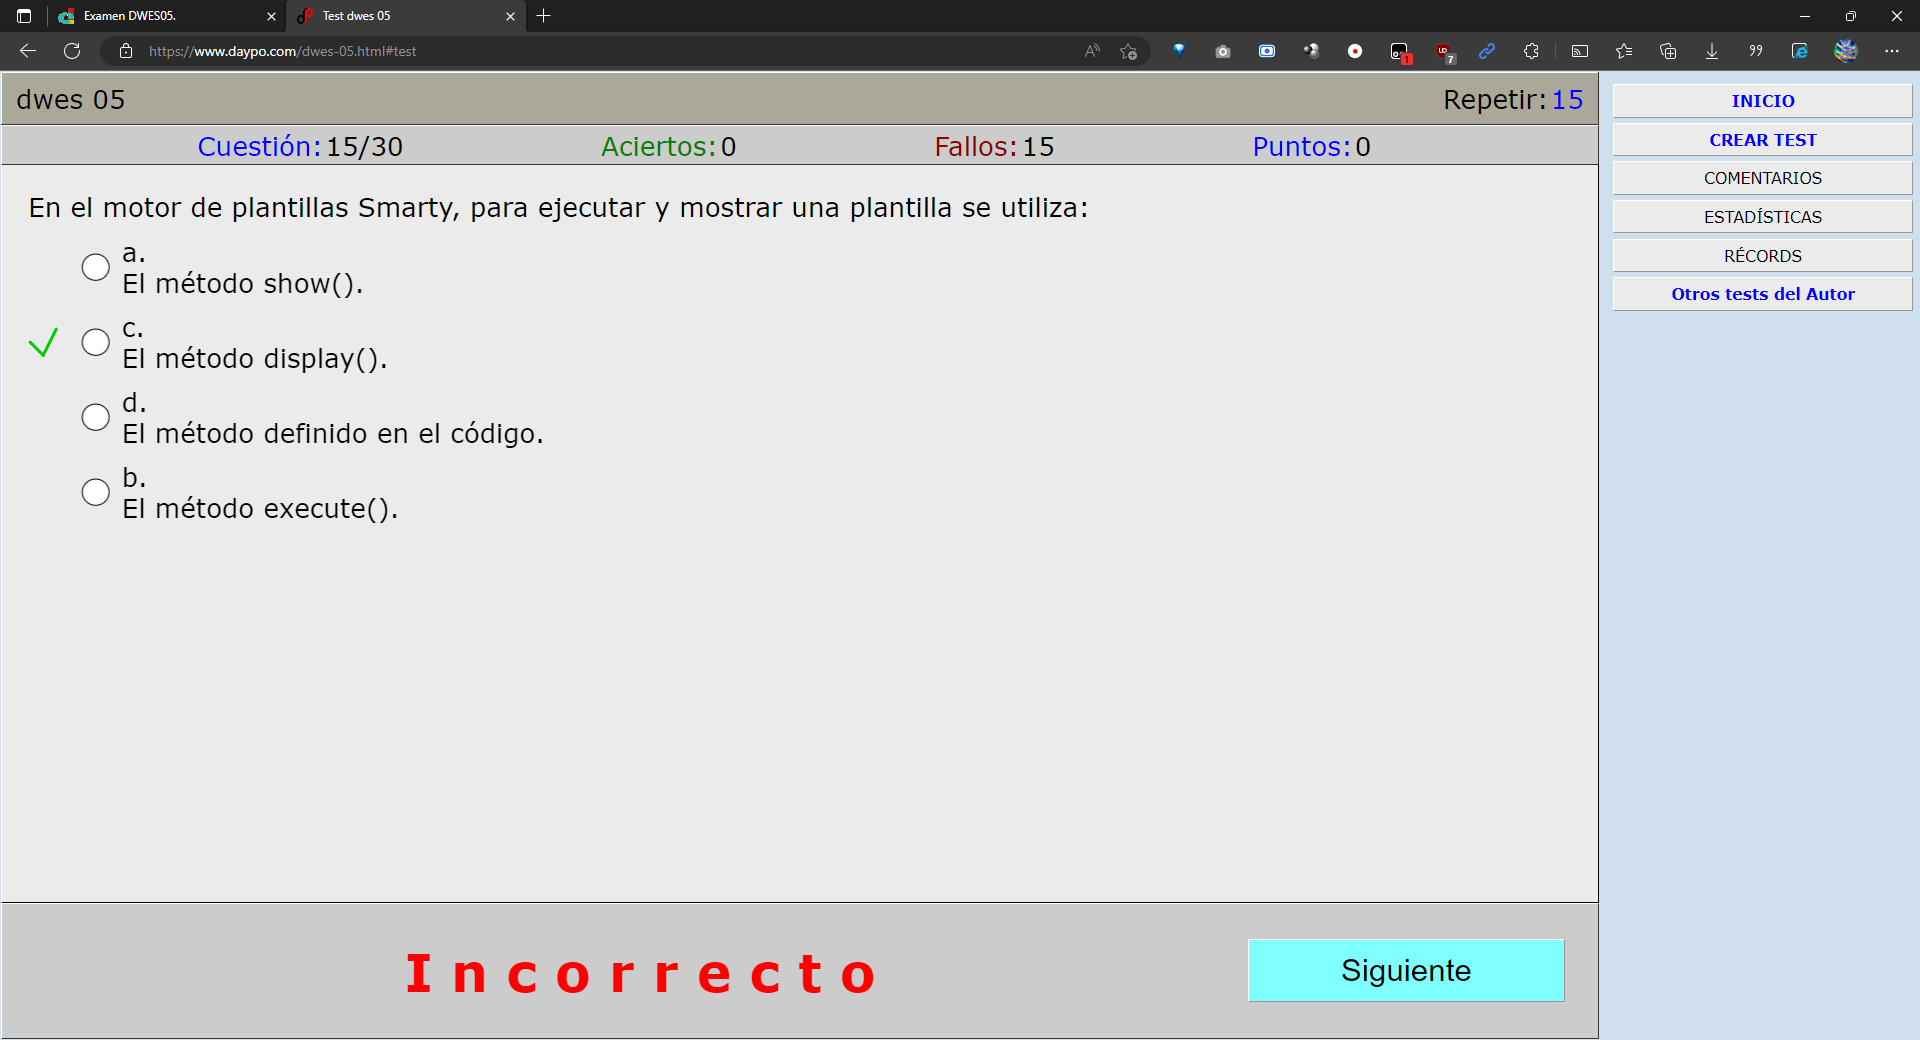 Examen DWES05.
Test dwes 05
https://www.daypo.com/dwes-05.html#test
1
7
dwes 05
Repetir: 15
Cuestión: 15/30
Aciertos: 0
Fallos: 15
Puntos: 0
En el motor de plantillas Smarty, para ejecutar y mostrar una plantilla se utiliza:
a.
El método show().
c.
El método display().
d.
El método definido en el código.
b.
El método execute().
Incorrecto
Siguiente
INICIO
CREAR TEST
COMENTARIOS
ESTADÍSTICAS
RÉCORDS
Otros tests del Autor